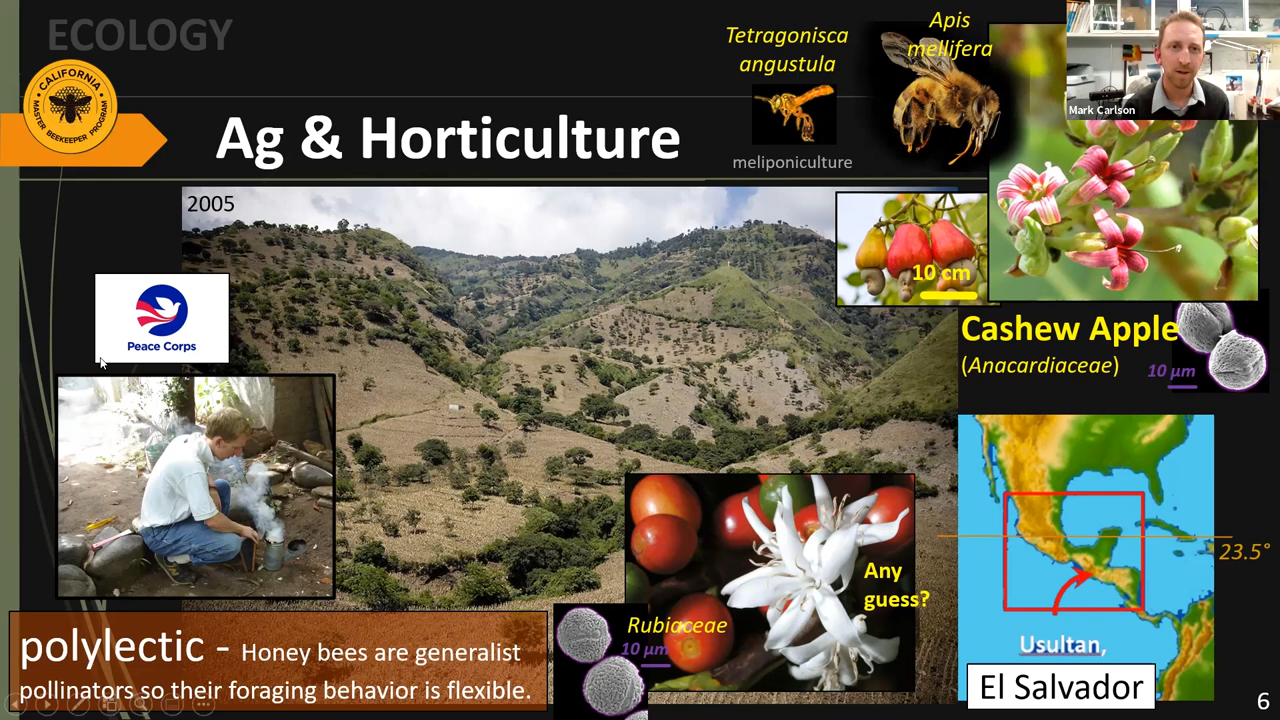 ECOLOGY
CALIFORNIA
MASTER BEEKEEPER PROGRAM
Ag & Horticulture
Tetragonisca
angustula
meliponiculture
Apis
mellifera
Mark Carlson
2005
Peace Corps
10 cm
Cashew Apple
(Anacardiaceae)
10 µm
Any
guess?
Rubiaceae
10 µm
23.5°
Usultan,
El Salvador
polylectic - Honey bees are generalist
pollinators so their foraging behavior is flexible.
6